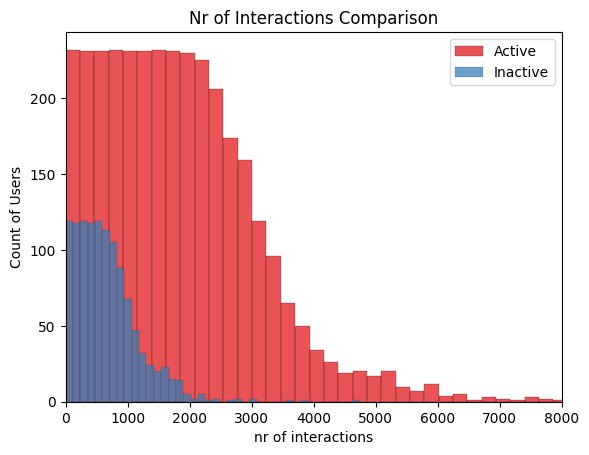 Nr of Interactions Comparison
Active
Inactive
Count of Users
200
150
100
50
0
0 1000 2000 3000 4000 5000 6000 7000 8000
nr of interactions